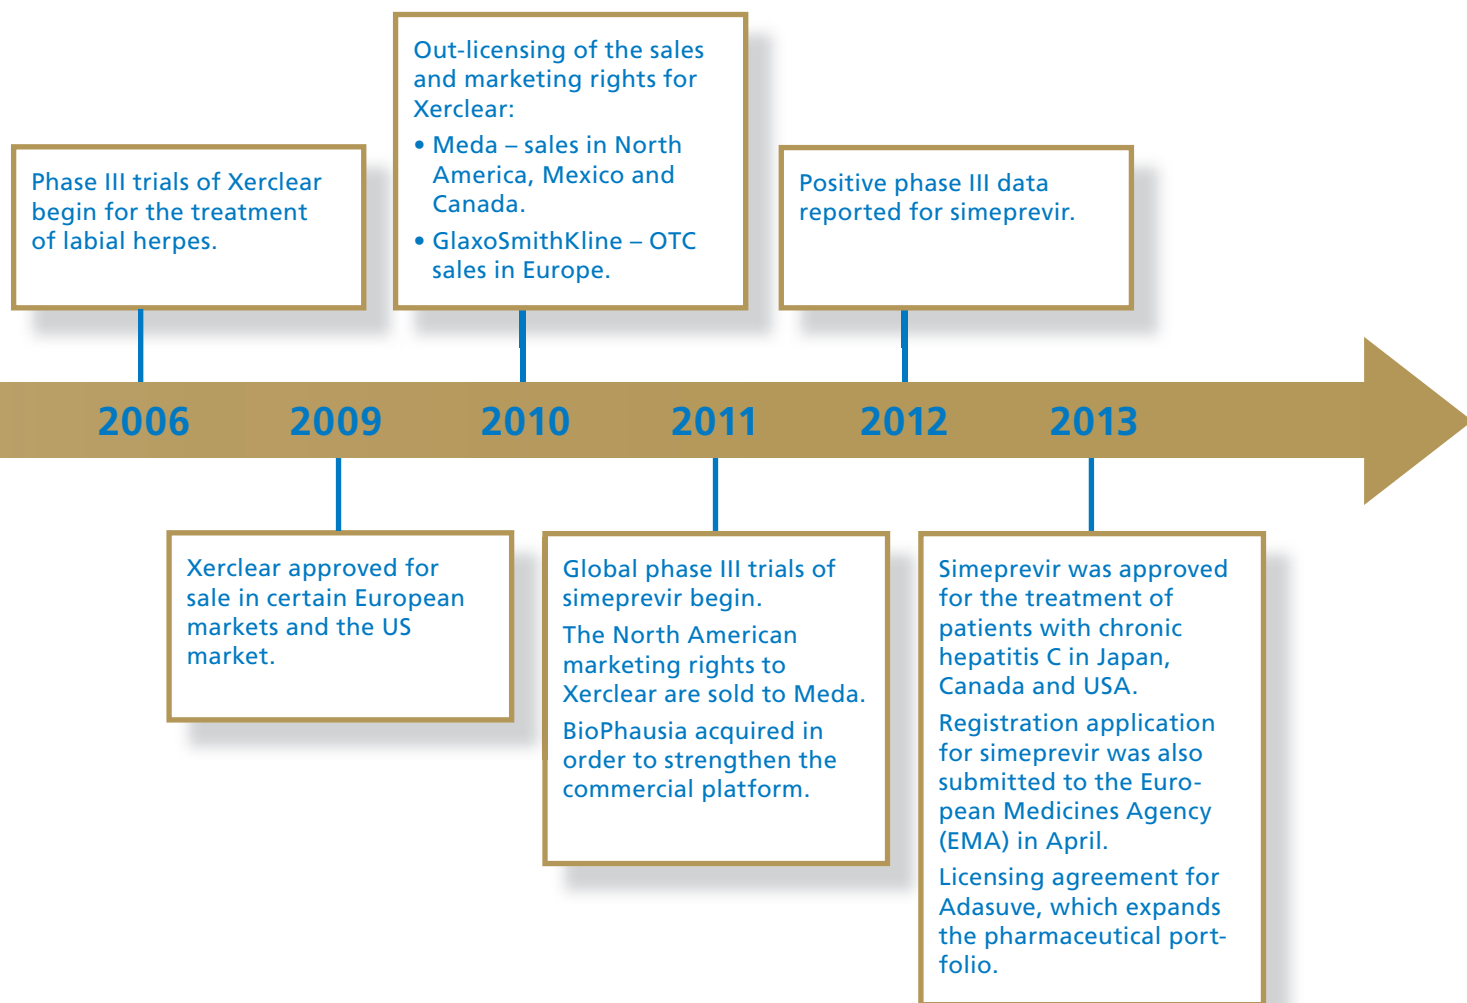 Out-licensing of the sales
and marketing rights for
Xerclear:
• Meda – sales in North
America, Mexico and
Canada.
• GlaxoSmithKline – OTC
sales in Europe.
Phase III trials of Xerclear
begin for the treatment
of labial herpes.
Positive phase III data
reported for simeprevir.
2006 2009 2010 2011 2012 2013
Xerclear approved for
sale in certain European
markets and the US
market.
Global phase III trials of
simeprevir begin.
The North American
marketing rights to
Xerclear are sold to Meda.
BioPhausia acquired in
order to strengthen the
commercial platform.
Simeprevir was approved
for the treatment of
patients with chronic
hepatitis C in Japan,
Canada and USA.
Registration application
for simeprevir was also
submitted to the Euro-
pean Medicines Agency
(EMA) in April.
Licensing agreement for
Adasuve, which expands
the pharmaceutical port-
folio.